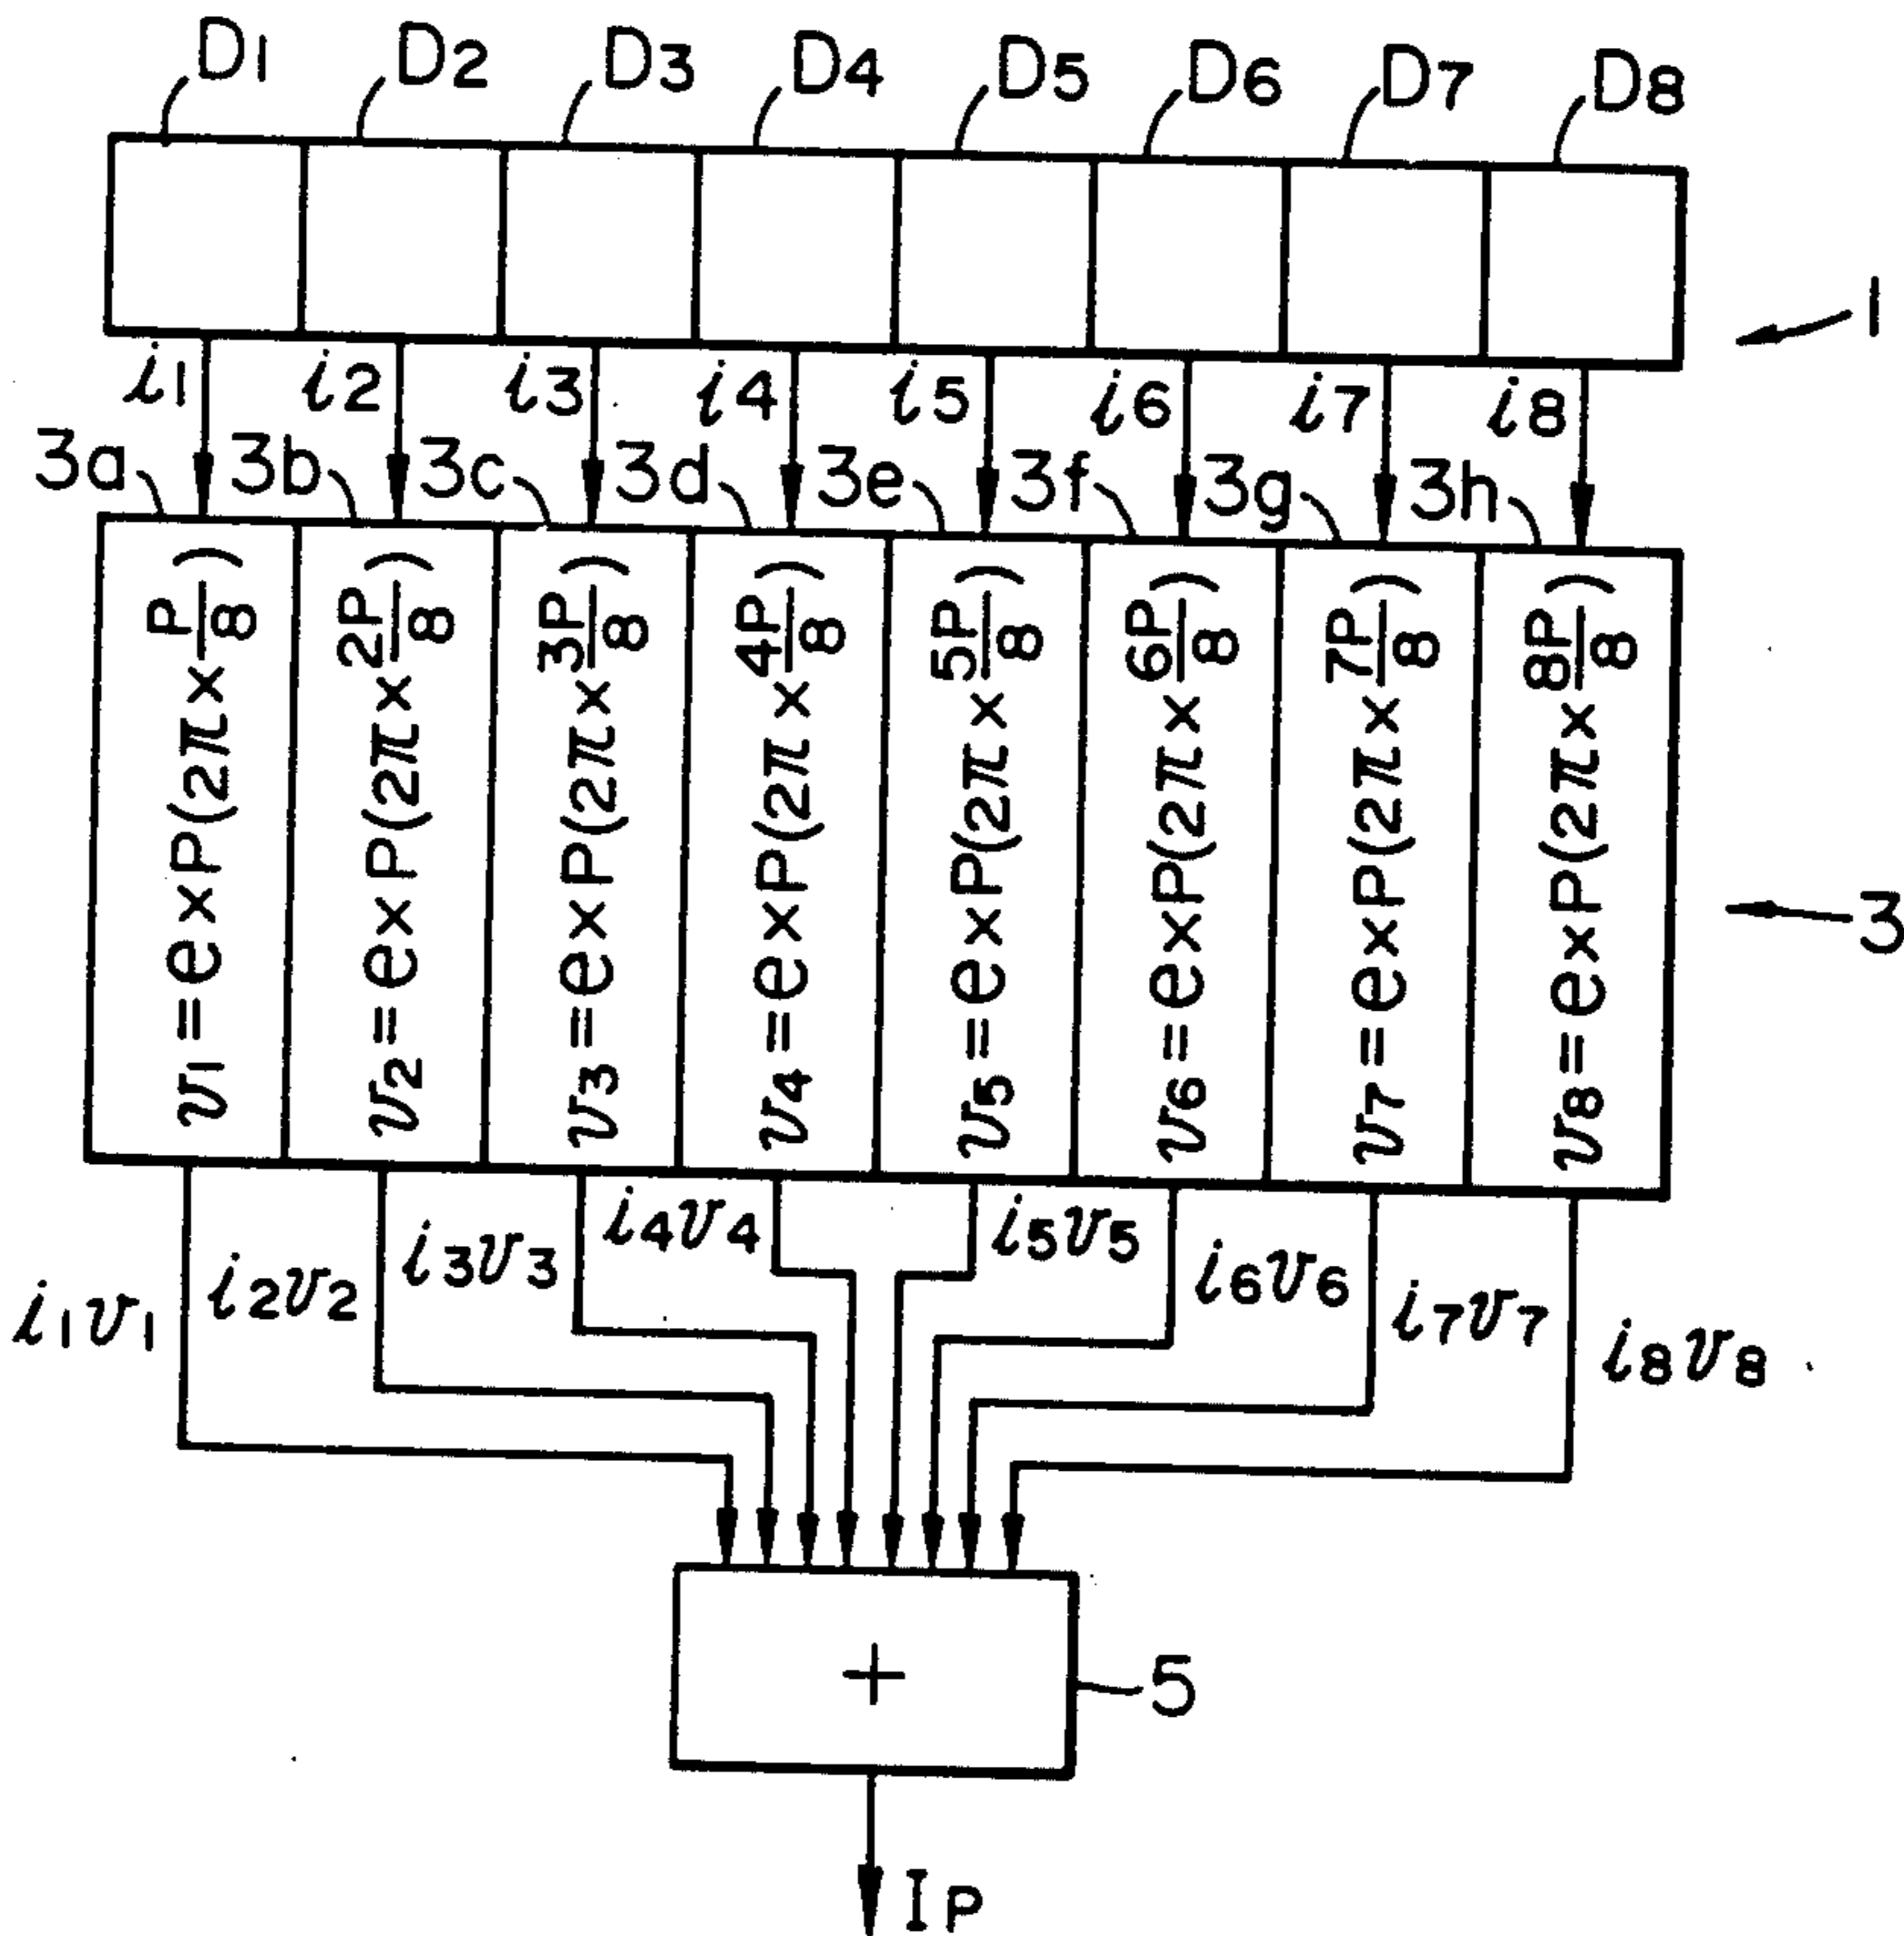 D1 D2 D3 D4 D5 D6 D7 D8
1
i1 i2 i3 i4 i5 i6 i7 i8
3a 3b 3c 3d 3e 3f 3g 3h
v1 = exP(2π × P/8)
v2 = exP(2π × 2P/8)
v3 = exP(2π × 3P/8)
v4 = exP(2π × 4P/8)
v5 = exP(2π × 5P/8)
v6 = exP(2π × 6P/8)
v7 = exP(2π × 7P/8)
v8 = exP(2π × 8P/8)
3
i1v1 i2v2 i3v3 i4v4 i5v5 i6v6 i7v7 i8v8
+
5
IP